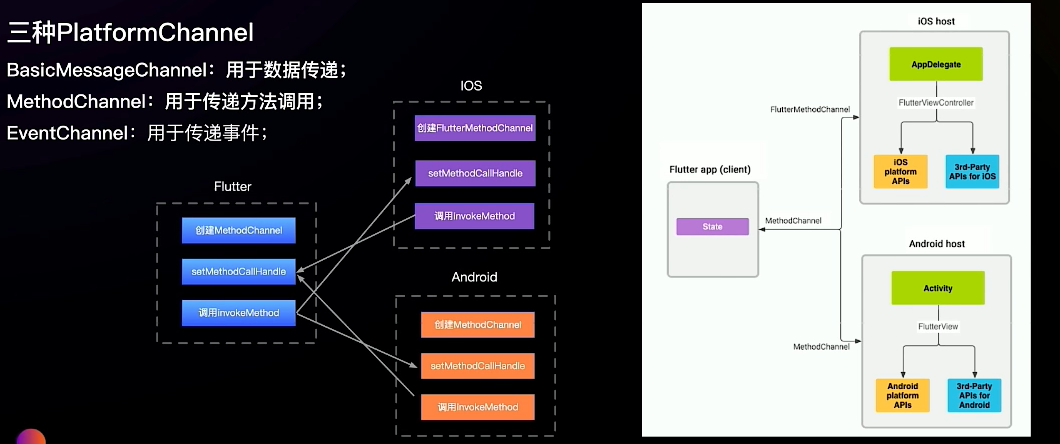 三种PlatformChannel
BasicMessageChannel：用于数据传递；
MethodChannel：用于传递方法调用；
EventChannel：用于传递事件；
Flutter
创建MethodChannel
setMethodCallHandle
调用invokeMethod
IOS
创建FlutterMethodChannel
setMethodCallHandle
调用InvokeMethod
Android
创建MethodChannel
setMethodCallHandle
调用InvokeMethod
Flutter app (client)
State
MethodChannel
FlutterMethodChannel
iOS host
AppDelegate
FlutterViewController
iOS
platform
APIs
3rd-Party
APIs for iOS
MethodChannel
Android host
Activity
FlutterView
Android
platform
APIs
3rd-Party
APIs for
Android